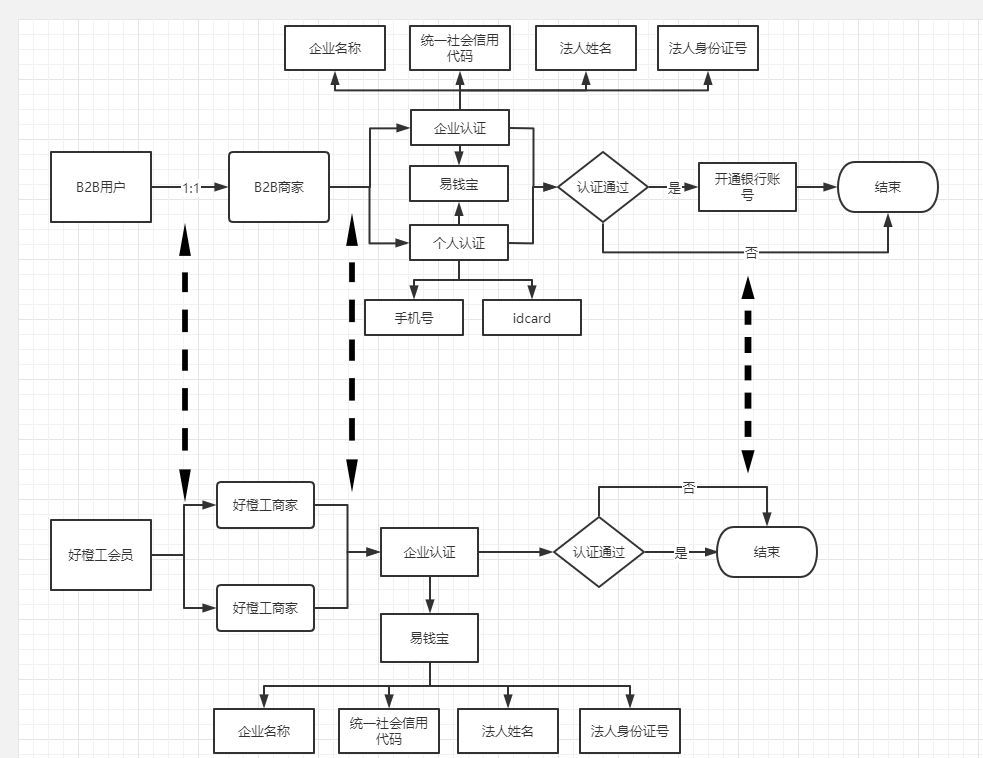 企业名称
统一社会信用
代码
法人姓名
法人身份证号
企业认证
B2B用户
1:1
B2B商家
易钱宝
认证通过
是
开通银行账
号
结束
个人认证
否
手机号
idcard
否
好橙工商家
好橙工会员
企业认证
认证通过
是
结束
好橙工商家
易钱宝
企业名称
统一社会信用
代码
法人姓名
法人身份证号